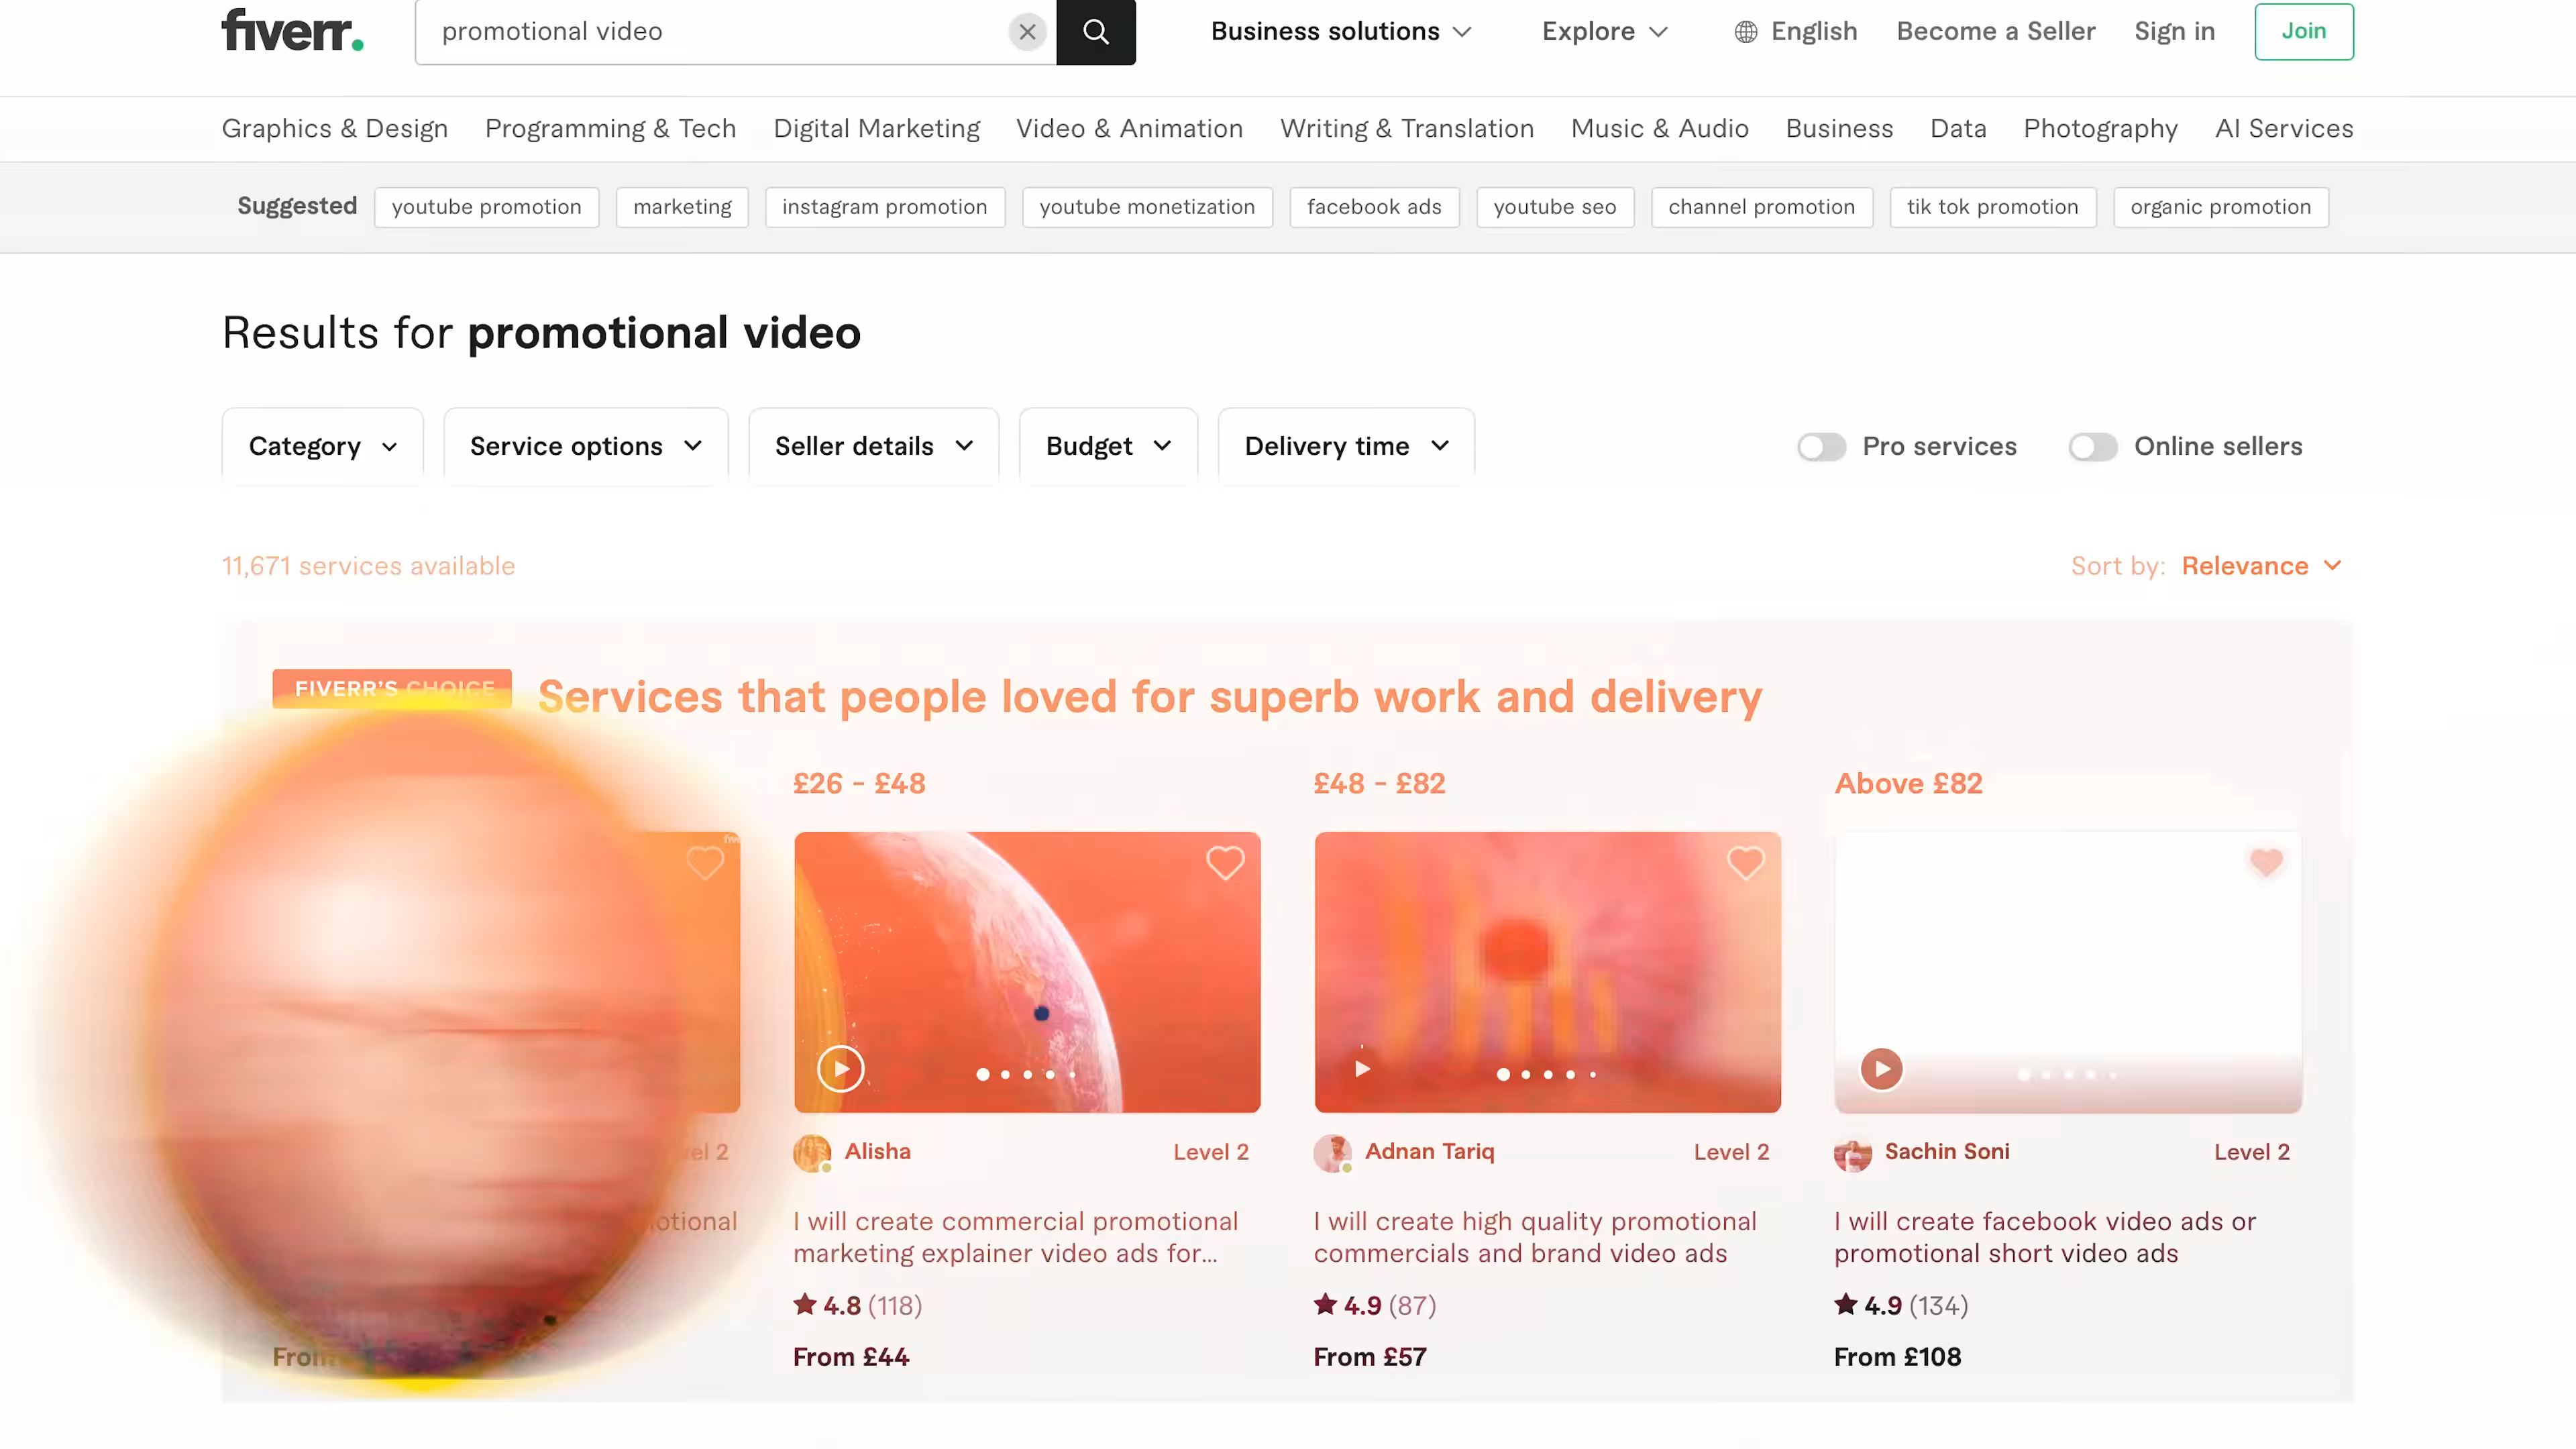 fiverr.
promotional video
Business solutions
Explore
English
Become a Seller
Sign in
Join
Graphics & Design
Programming & Tech
Digital Marketing
Video & Animation
Writing & Translation
Music & Audio
Business
Data
Photography
AI Services
Suggested
youtube promotion
marketing
instagram promotion
youtube monetization
facebook ads
youtube seo
channel promotion
tik tok promotion
organic promotion
Results for promotional video
Category
Service options
Seller details
Budget
Delivery time
Pro services
Online sellers
11,671 services available
Sort by: Relevance
FIVERR'S CHOICE
Services that people loved for superb work and delivery
£26 - £48
£48 - £82
Above £82
Alisha
Level 2
Adnan Tariq
Level 2
Sachin Soni
Level 2
I will create commercial promotional
marketing explainer video ads for...
I will create high quality promotional
commercials and brand video ads
I will create facebook video ads or
promotional short video ads
4.8 (118)
4.9 (87)
4.9 (134)
From
From £44
From £57
From £108